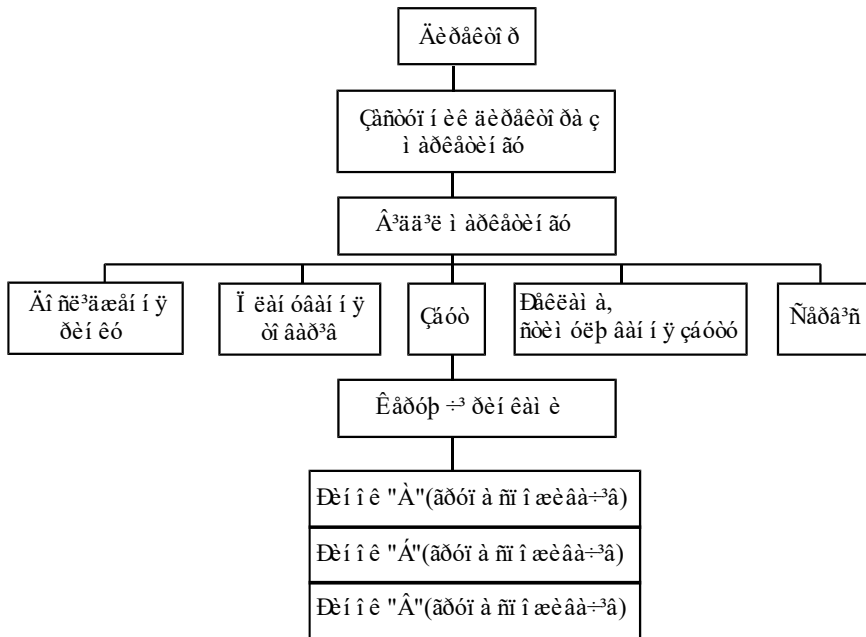 Äèðåêòî ð
Çàñòóï í èê äèðåêòî ðà ç
ì àðêåòèí ãó
Â³ää³ë ì àðêåòèí ãó
Äî ñë³äæåí í ÿ
ðèí êó
Ï ëàí óâàí í ÿ
òî âàð³â
Çáóò
Ðåêëàì à,
ñòèì óëþ âàí í ÿ çáóòó
Ñåðâ³ñ
Êåðóþ ÷³ ðèí êàì è
Ðèí î ê "À"(ãðóï à ñï î æèâà÷³â)
Ðèí î ê "Á"(ãðóï à ñï î æèâà÷³â)
Ðèí î ê "Â"(ãðóï à ñï î æèâà÷³â)